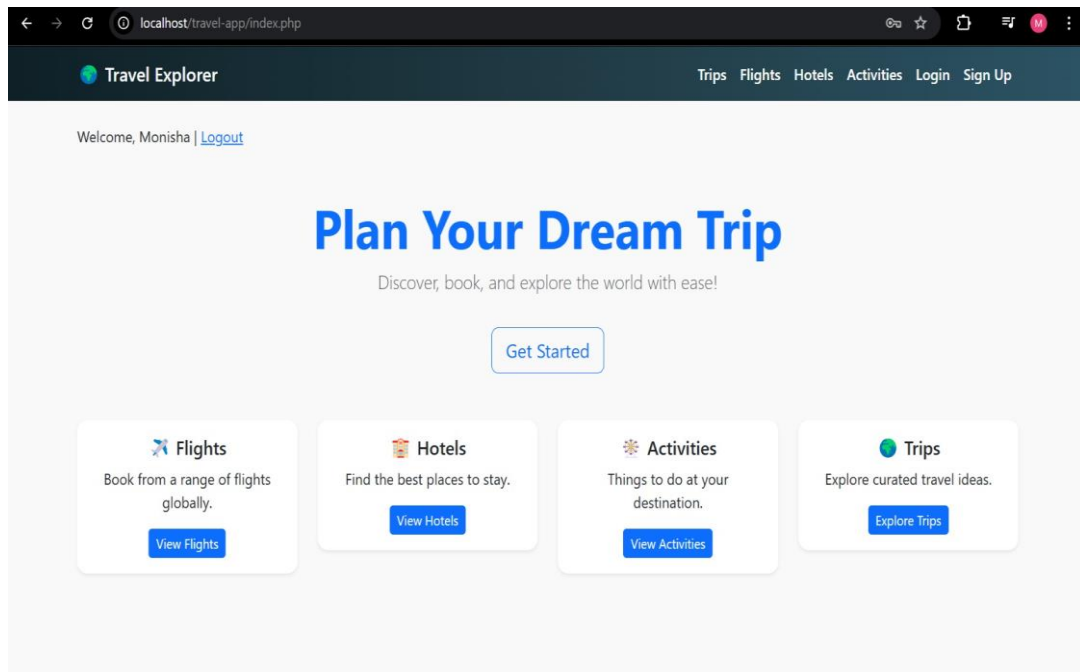 localhost/travel-app/index.php
M
Travel Explorer
Trips Flights Hotels Activities Login Sign Up
Welcome, Monisha | Logout
Plan Your Dream Trip
Discover, book, and explore the world with ease!
Get Started
Flights
Book from a range of flights
globally.
View Flights
Hotels
Find the best places to stay.
View Hotels
Activities
Things to do at your
destination.
View Activities
Trips
Explore curated travel ideas.
Explore Trips